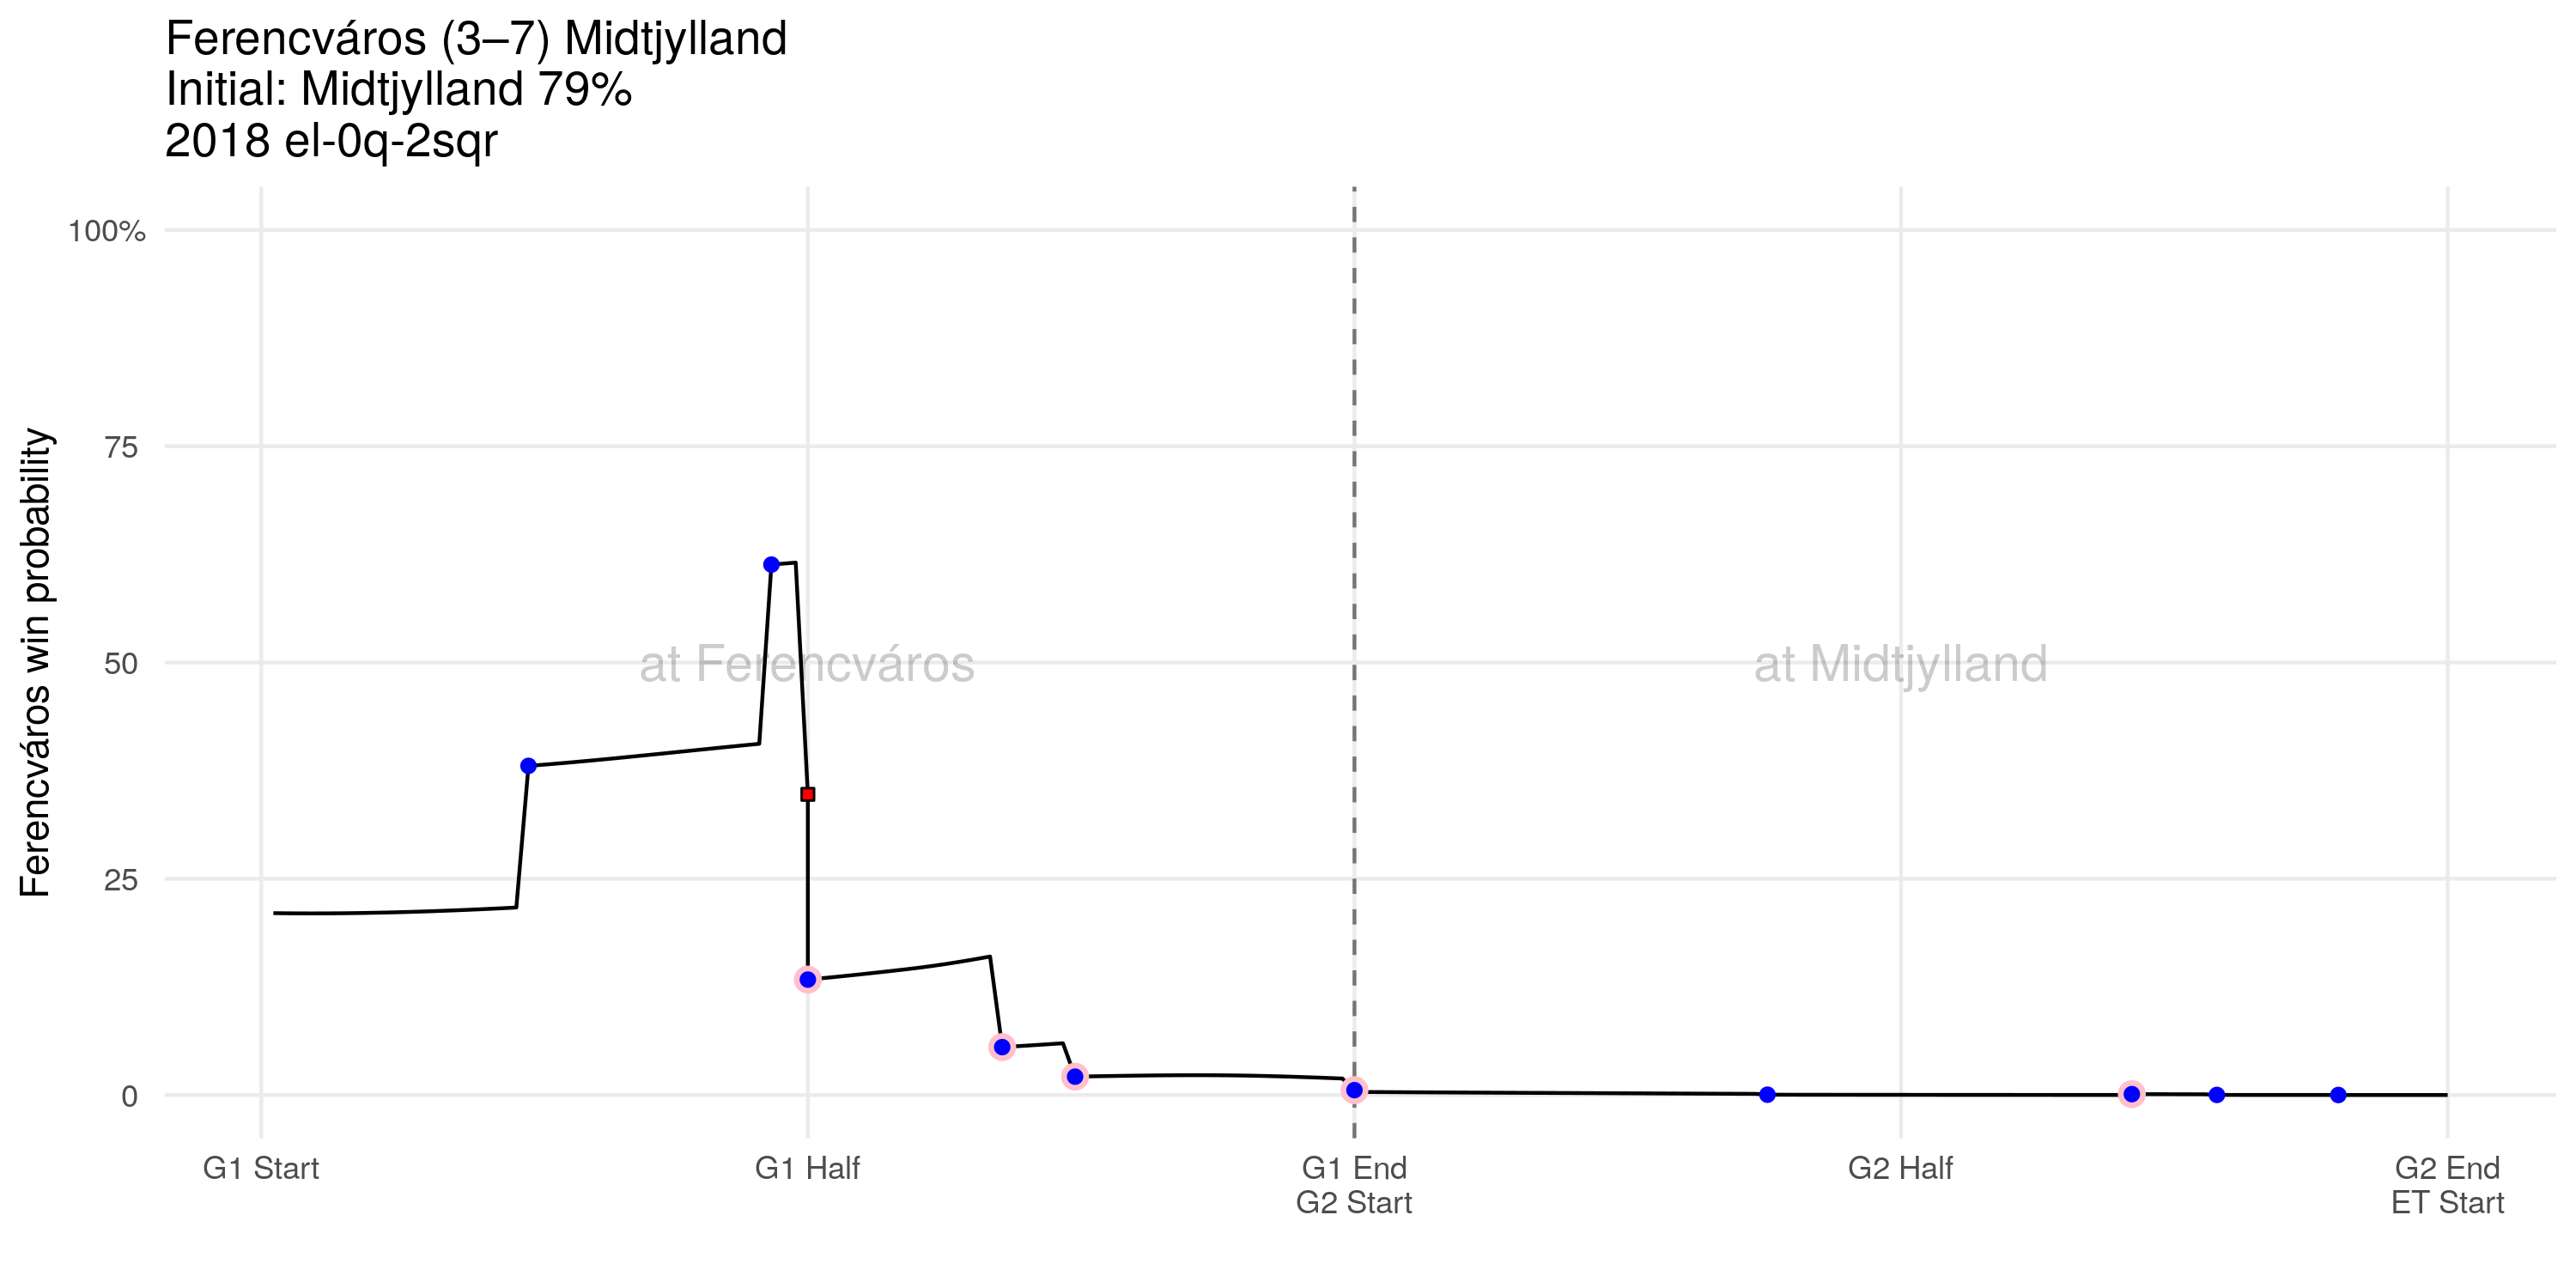 Ferencváros (3–7) Midtjylland
Initial: Midtjylland 79%
2018 el-0q-2sqr
Ferencváros win probability
100%
75
50
25
0
at Ferencváros
at Midtjylland
G1 Start
G1 Half
G1 End
G2 Start
G2 Half
G2 End
ET Start